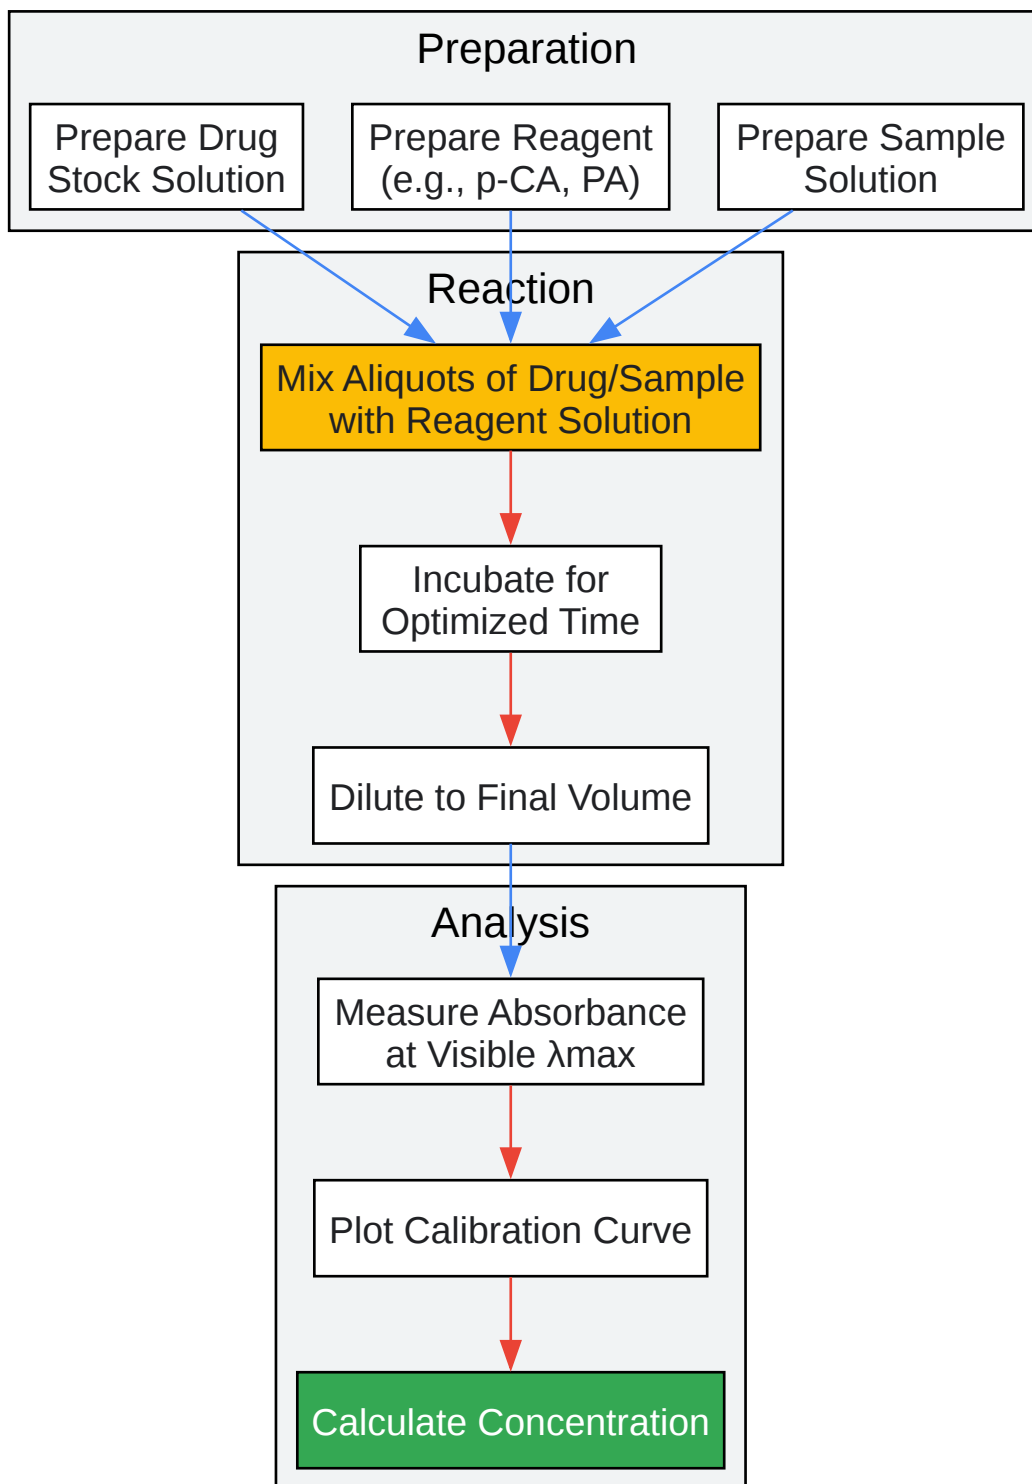 Preparation
Prepare Drug
Stock Solution
Prepare Reagent
(e.g., p-CA, PA)
Prepare Sample
Solution
Reaction
Mix Aliquots of Drug/Sample
with Reagent Solution
Incubate for
Optimized Time
Dilute to Final Volume
Analysis
Measure Absorbance
at Visible λmax
Plot Calibration Curve
Calculate Concentration